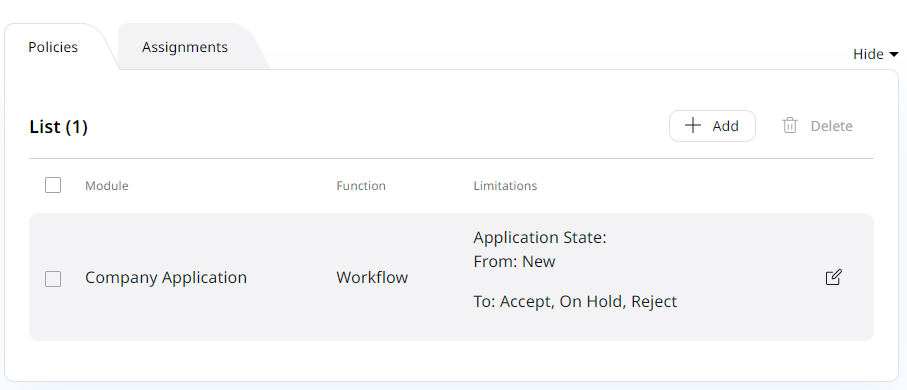 Policies
Assignments
Hide
List (1)
Add
Delete
Module
Function
Limitations
Application State:
From: New
Company Application
Workflow
To: Accept, On Hold, Reject